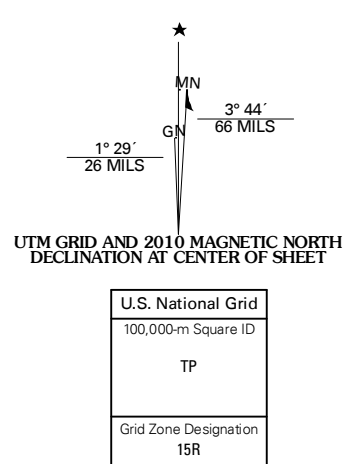 MN
3° 44´
66 MILS
GN
1° 29´
26 MILS
UTM GRID AND 2010 MAGNETIC NORTH
DECLINATION AT CENTER OF SHEET
U.S. National Grid
100,000-m Square ID
TP
Grid Zone Designation
15R